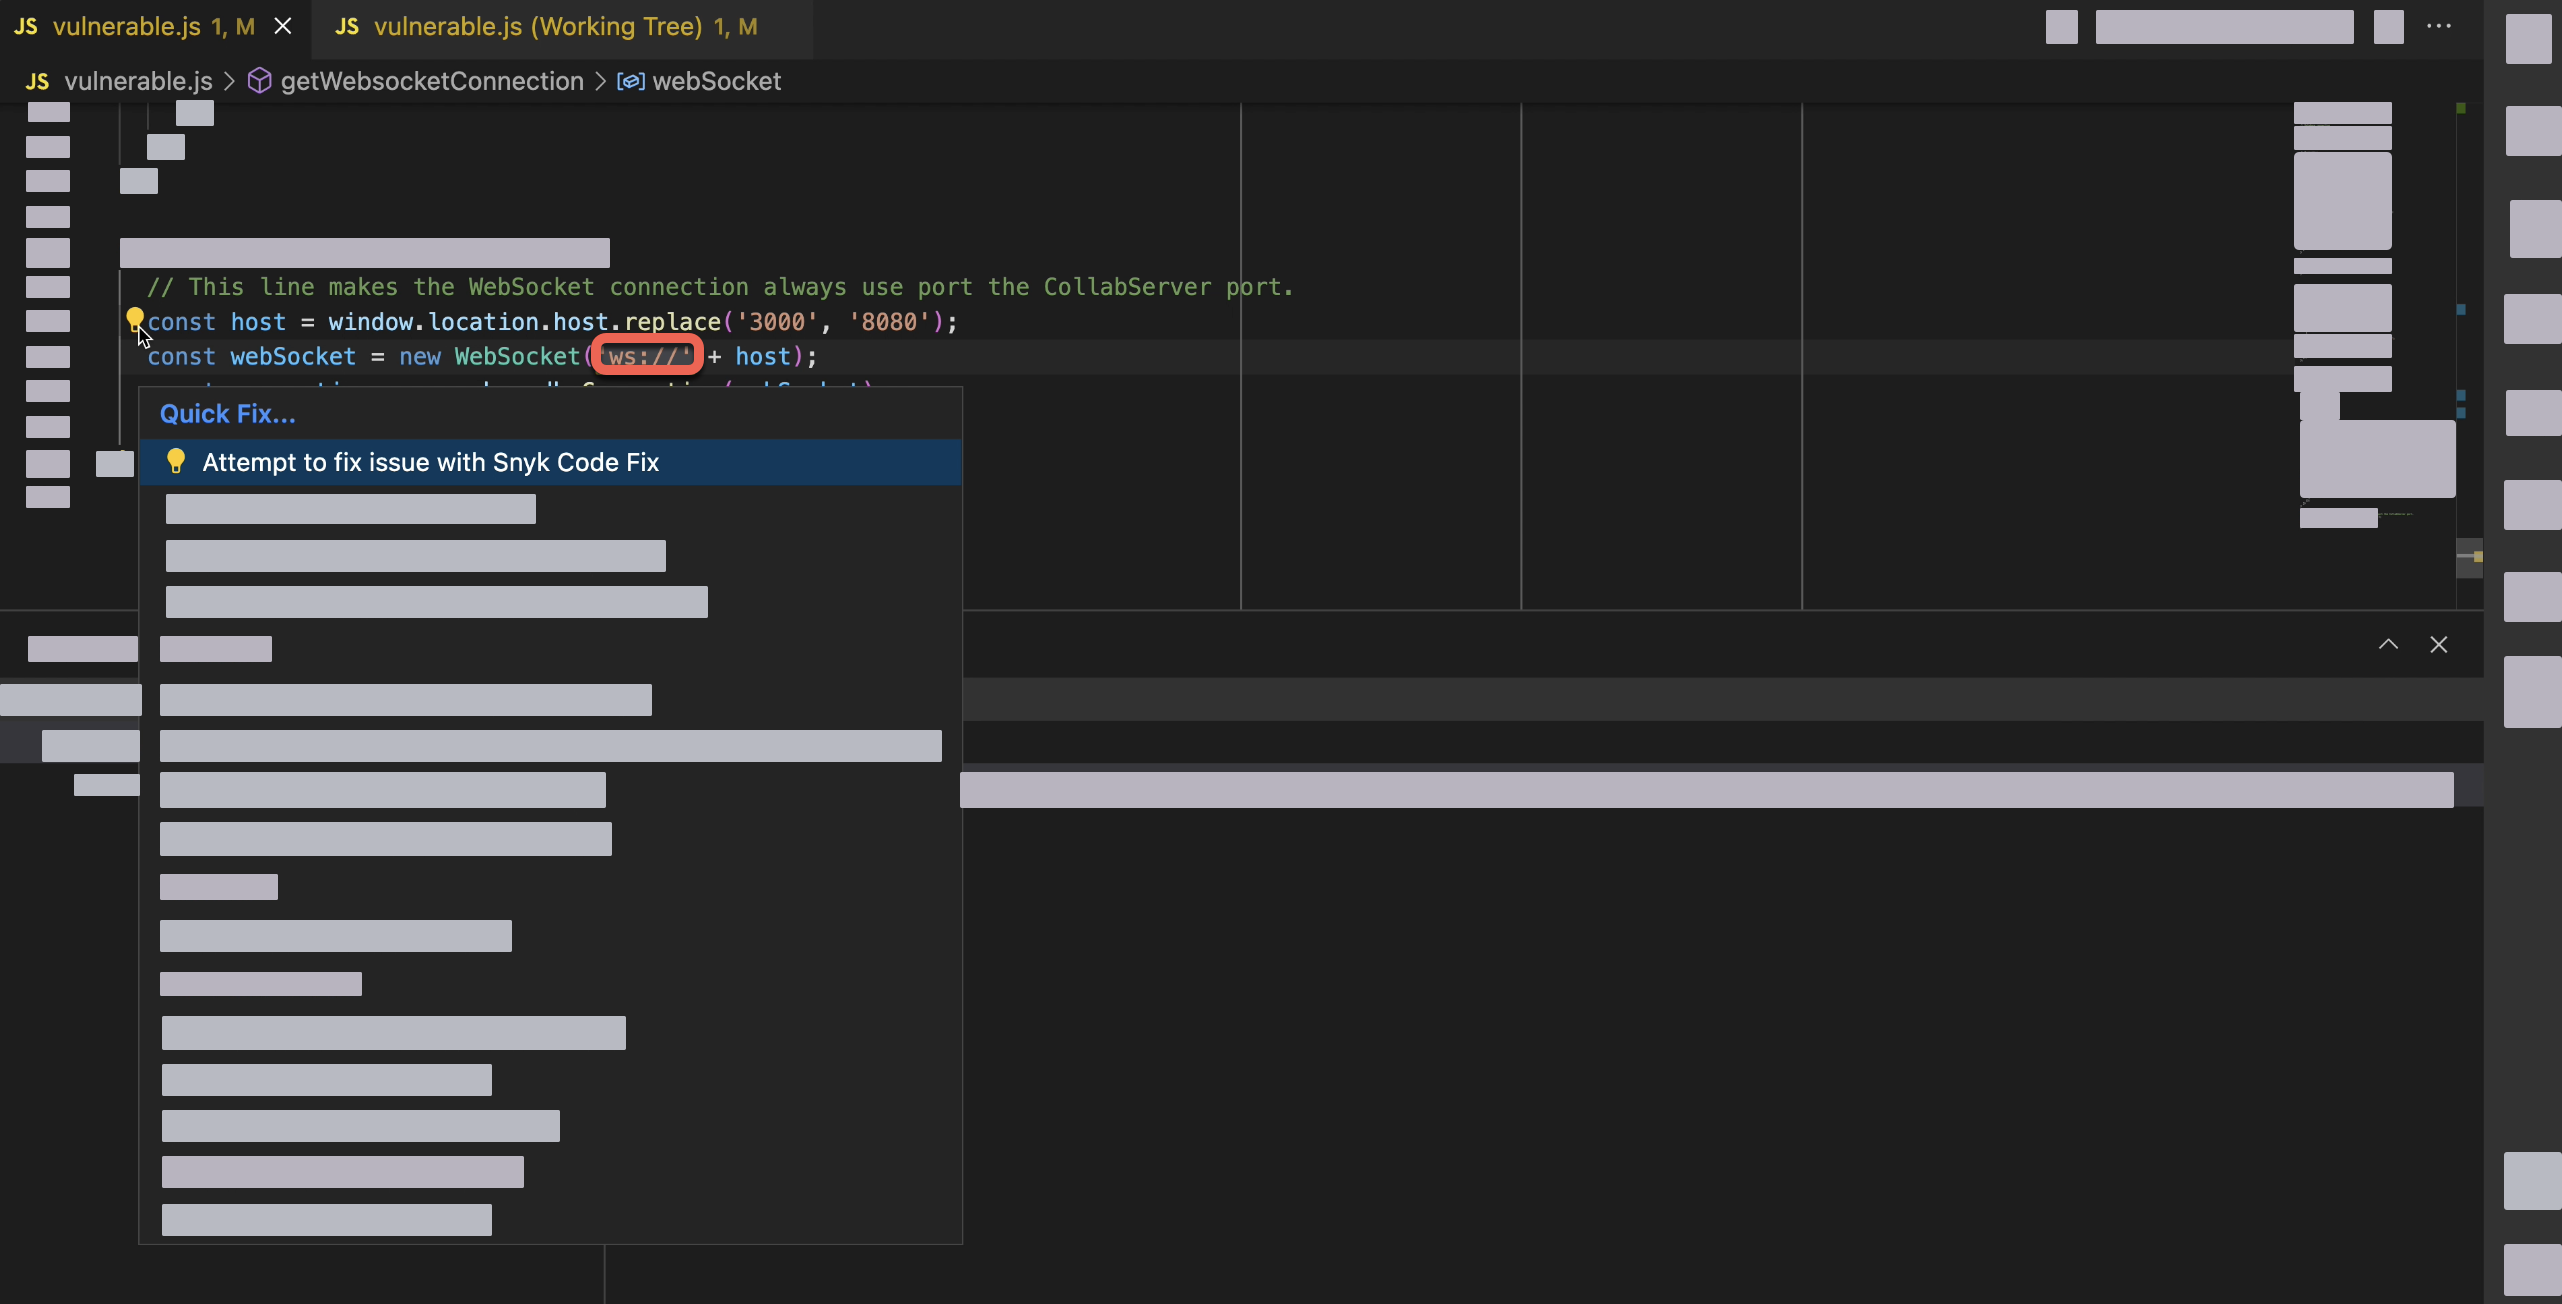 JS vulnerable.js 1, M
JS vulnerable.js (Working Tree) 1, M
JS vulnerable.js > getWebsocketConnection > webSocket
// This line makes the WebSocket connection always use port the CollabServer port.
const host = window.location.host.replace('3000', '8080');
const webSocket = new WebSocket('ws://' + host);
Quick Fix...
Attempt to fix issue with Snyk Code Fix